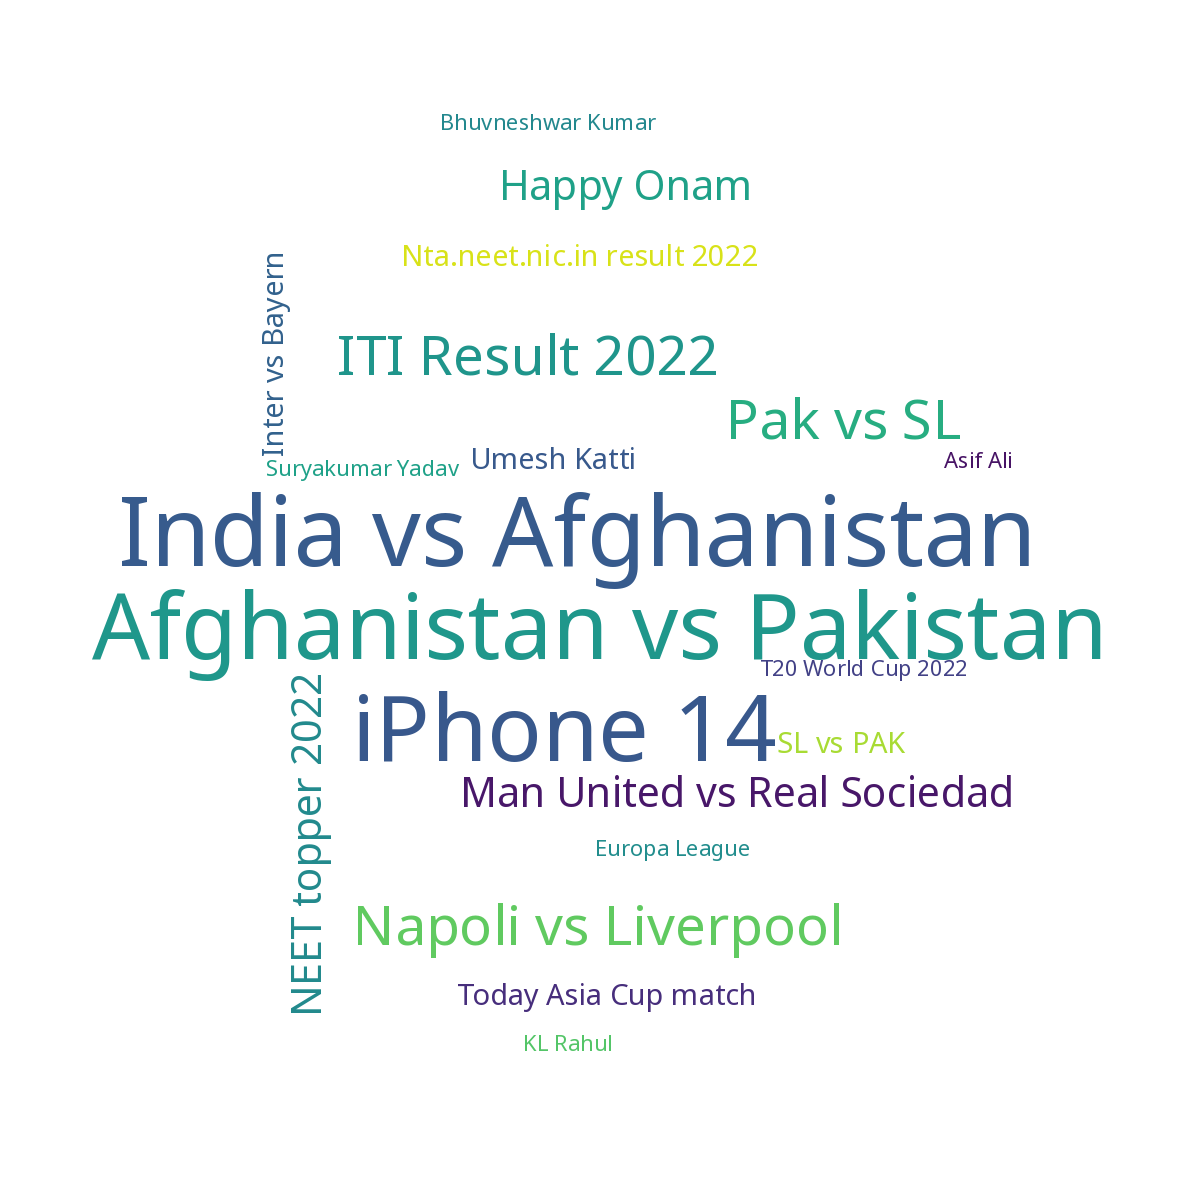 Bhuvneshwar Kumar
Happy Onam
Nta.neet.nic.in result 2022
Inter vs Bayern
ITI Result 2022
Pak vs SL
Suryakumar Yadav
Umesh Katti
Asif Ali
India vs Afghanistan
Afghanistan vs Pakistan
T20 World Cup 2022
NEET topper 2022
iPhone 14
SL vs PAK
Man United vs Real Sociedad
Europa League
Napoli vs Liverpool
Today Asia Cup match
KL Rahul